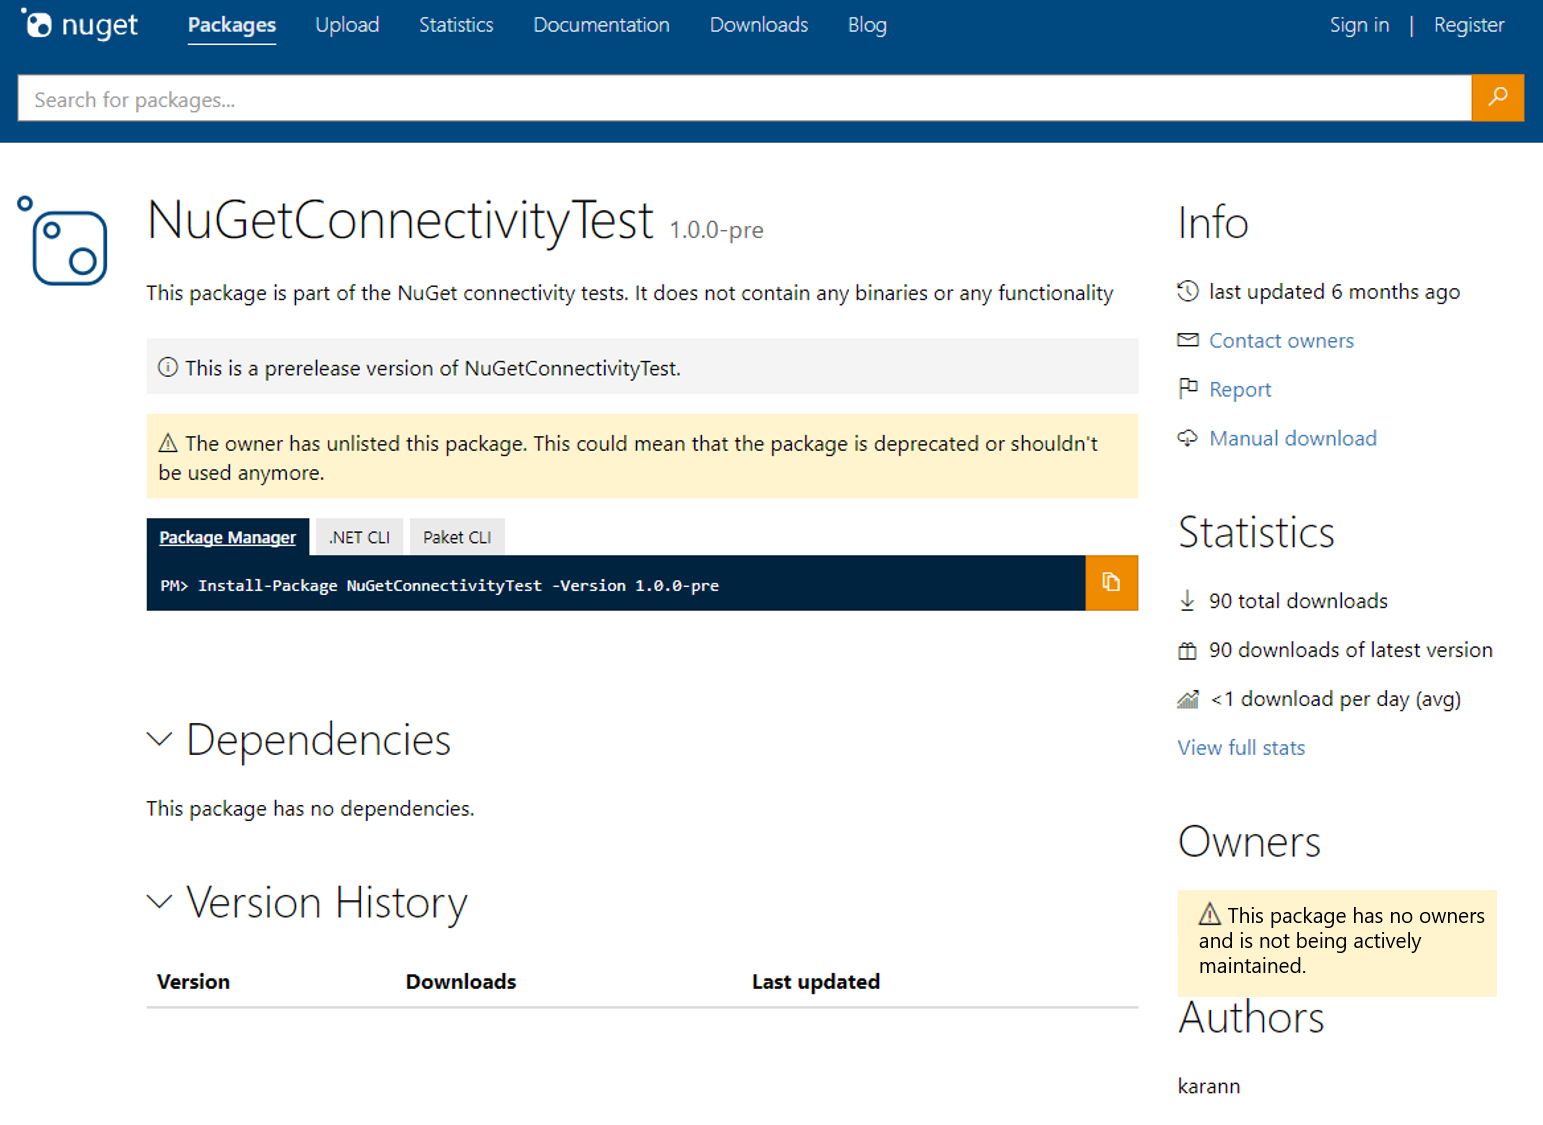 nuget
Packages Upload Statistics Documentation Downloads Blog Sign in | Register
Search for packages...
NuGetConnectivityTest 1.0.0-pre
This package is part of the NuGet connectivity tests. It does not contain any binaries or any functionality
This is a prerelease version of NuGetConnectivityTest.
The owner has unlisted this package. This could mean that the package is deprecated or shouldn't
be used anymore.
Package Manager .NET CLI Paket CLI
PM> Install-Package NuGetConnectivityTest -Version 1.0.0-pre
Dependencies
This package has no dependencies.
Version History
Version Downloads Last updated
Info
last updated 6 months ago
Contact owners
Report
Manual download
Statistics
90 total downloads
90 downloads of latest version
<1 download per day (avg)
View full stats
Owners
This package has no owners
and is not being actively
maintained.
Authors
karann